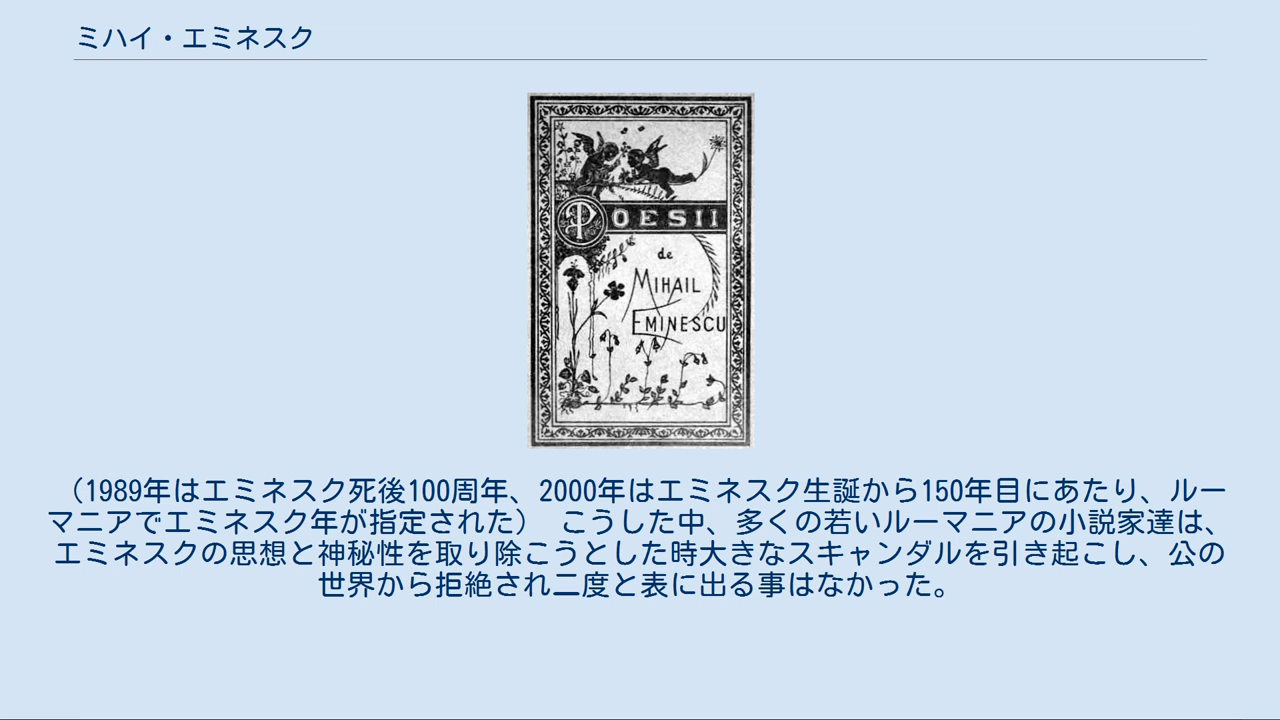 ミハイ・エミネスク
POESII
de
MIHAIL
EMINESCU
（1989年はエミネスク死後100周年、2000年はエミネスク生誕から150年目にあたり、ルー
マニアでエミネスク年が指定された）　こうした中、多くの若いルーマニアの小説家達は、
エミネスクの思想と神秘性を取り除こうとした時大きなスキャンダルを引き起こし、公の
世界から拒絶され二度と表に出る事はなかった。